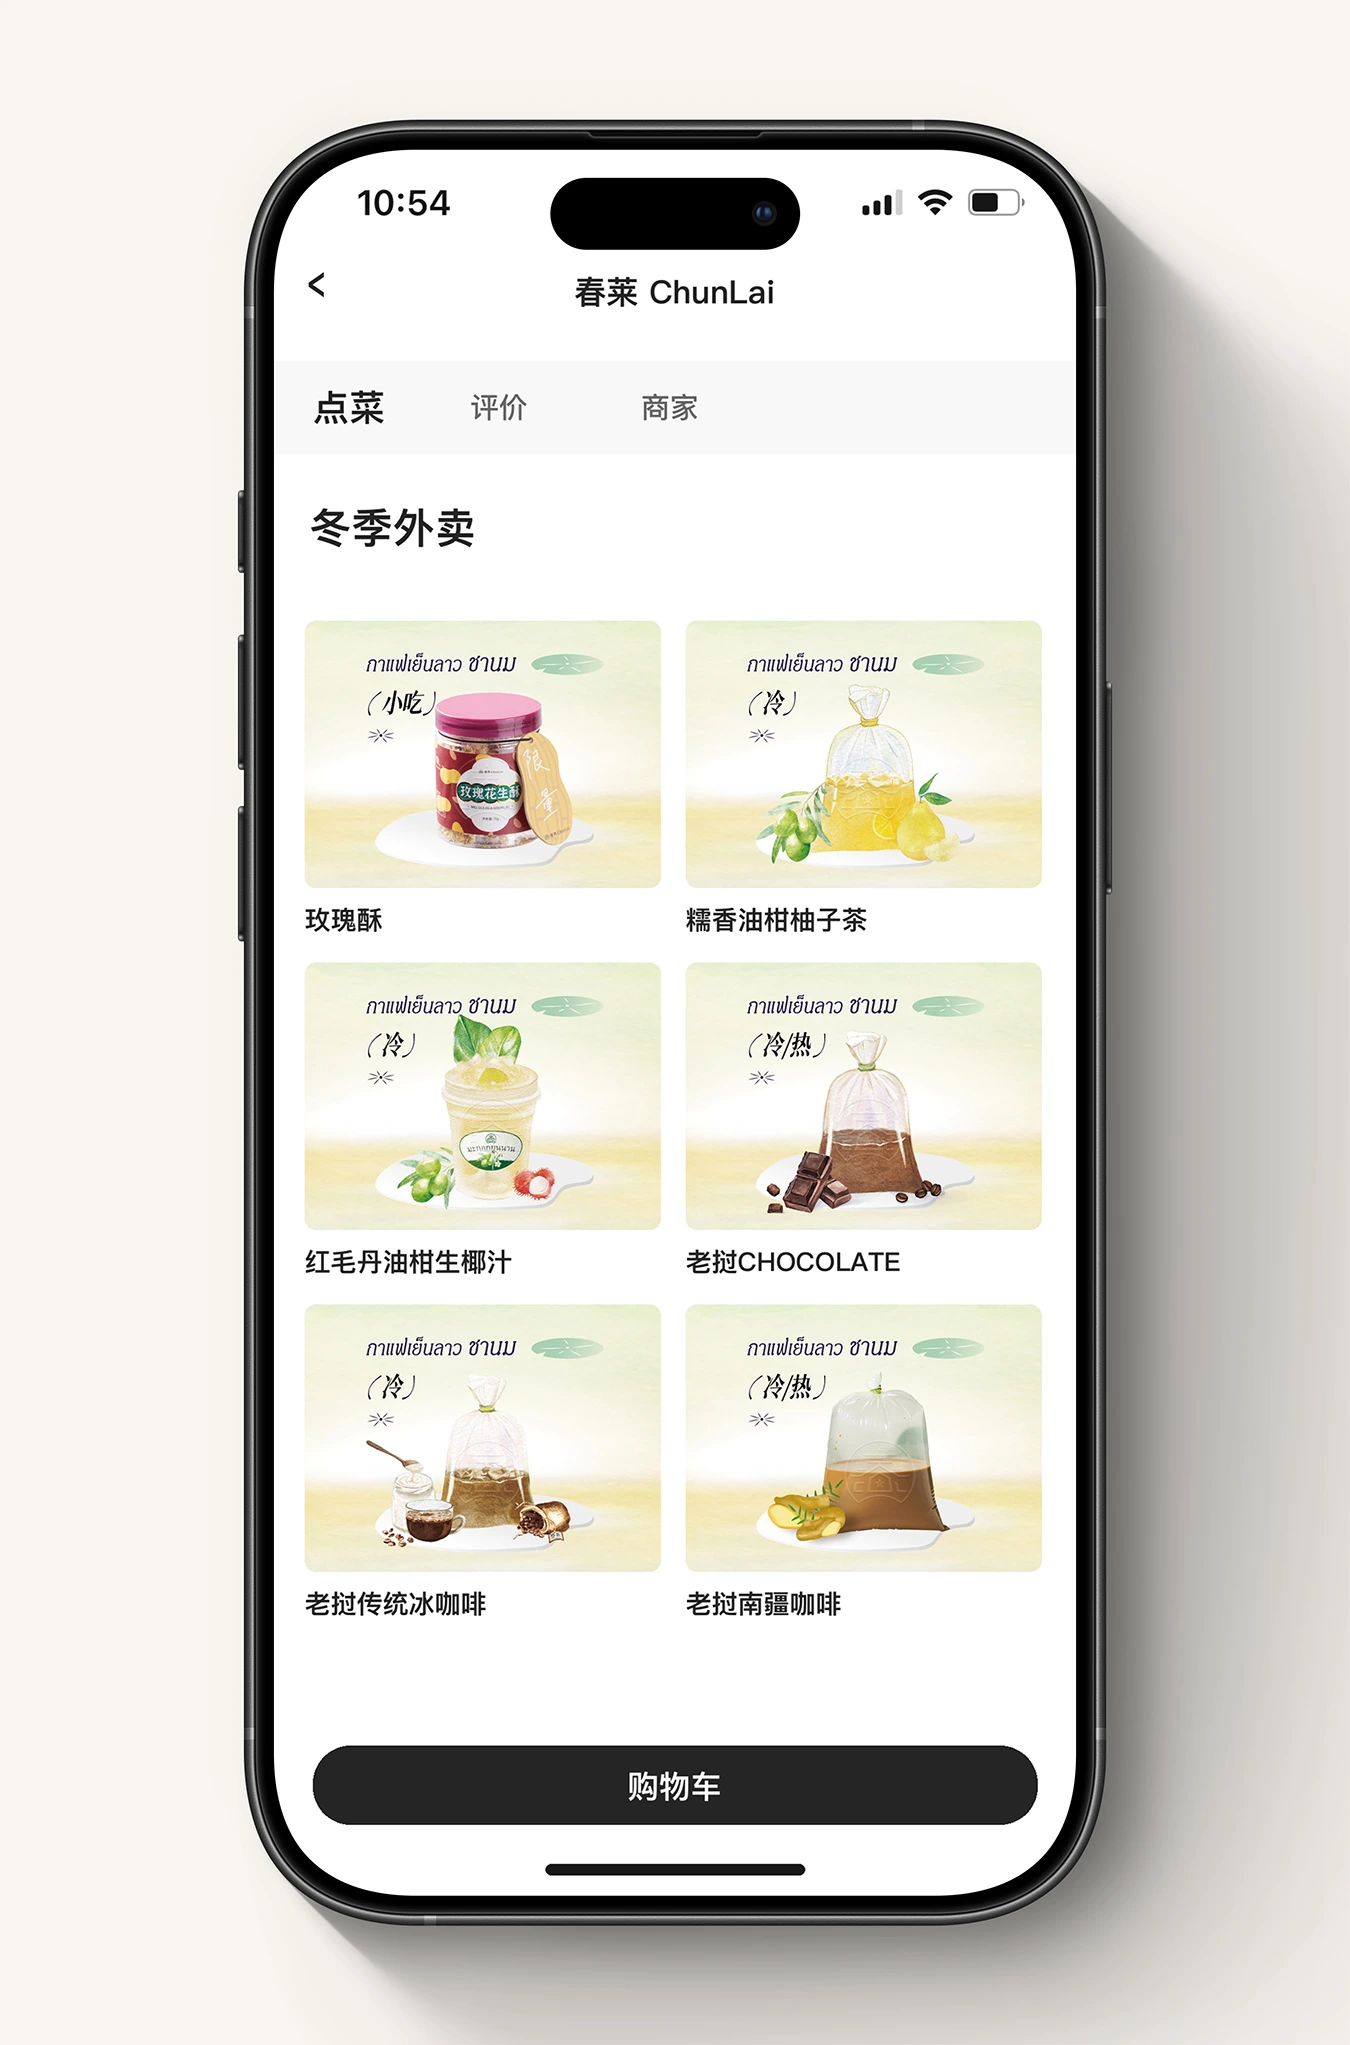 10:54
春莱 ChunLai
点菜
评价
商家
冬季外卖
กาแฟเย็นลาว ชานม
（小吃）
限量
玫瑰花生酥
玫瑰酥
กาแฟเย็นลาว ชานม
（冷）
糯香油柑柚子茶
กาแฟเย็นลาว ชานม
（冷）
红毛丹油柑生椰汁
กาแฟเย็นลาว ชานม
（冷/热）
老挝CHOCOLATE
กาแฟเย็นลาว ชานม
（冷）
老挝传统冰咖啡
กาแฟเย็นลาว ชานม
（冷/热）
老挝南疆咖啡
购物车